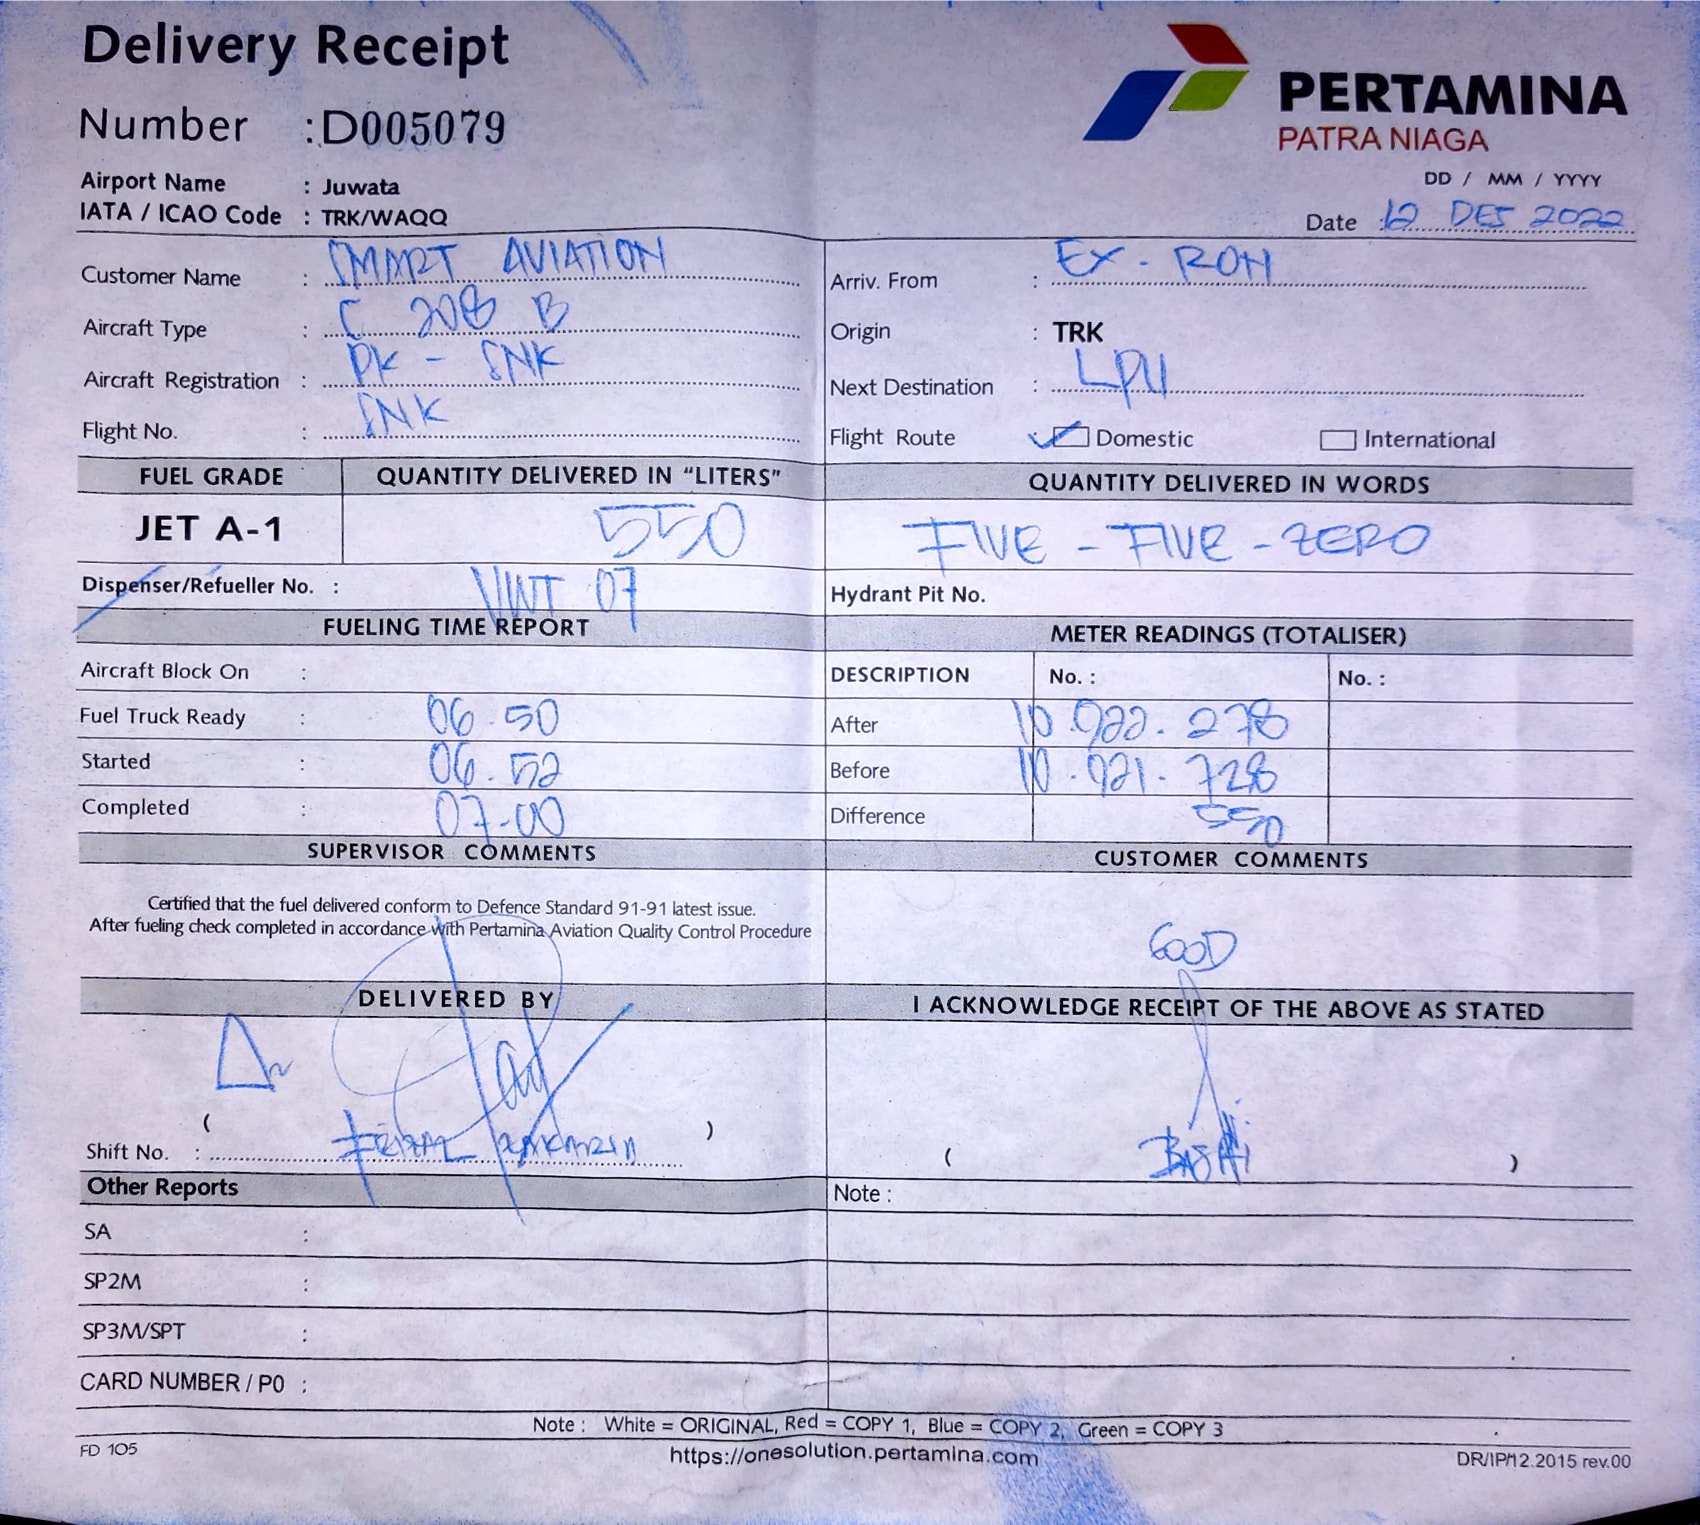 Delivery Receipt
Number : D005079
PERTAMINA
PATRA NIAGA
Airport Name : Juwata
IATA / ICAO Code : TRK/WAQQ
DD / MM / YYYY
Date : 12 DES 2022
Customer Name : SMART AVIATION
Arriv. From : EX - RON
Aircraft Type : C 208 B
Origin : TRK
Aircraft Registration : PK - SNK
Next Destination : LPU
Flight No. : SNK
Flight Route : Domestic International
FUEL GRADE QUANTITY DELIVERED IN “LITERS” QUANTITY DELIVERED IN WORDS
JET A-1 550 FIVE - FIVE - ZERO
Dispenser/Refueller No. : 07
Hydrant Pit No.
FUELING TIME REPORT METER READINGS (TOTALISER)
Aircraft Block On :
DESCRIPTION No. : No. :
Fuel Truck Ready : 06.50
After 10.922.278
Started : 06.52
Before 10.921.728
Completed : 07-00
Difference 550
SUPERVISOR COMMENTS CUSTOMER COMMENTS
Certified that the fuel delivered conform to Defence Standard 91-91 latest issue.
After fueling check completed in accordance with Pertamina Aviation Quality Control Procedure
GOOD
DELIVERED BY I ACKNOWLEDGE RECEIPT OF THE ABOVE AS STATED
( )
Shift No. :
( )
Other Reports
Note :
SA :
SP2M :
SP3M/SPT :
CARD NUMBER / PO :
Note : White = ORIGINAL, Red = COPY 1, Blue = COPY 2, Green = COPY 3
FD 105
https://onesolution.pertamina.com
DR/IP/12.2015 rev.00